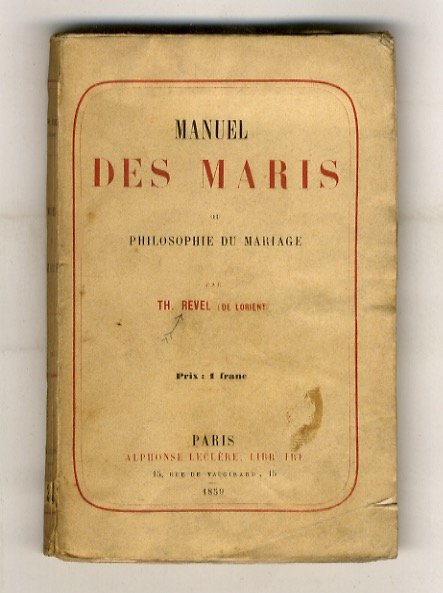 MANUEL
DES MARIS
OU
PHILOSOPHIE DU MARIAGE
PAR
TH. REVEL (DE LORIENT)
Prix : 1 franc
PARIS
ALPHONSE LECLÈRE,
15, RUE DE VAUGIRARD, 15
1859